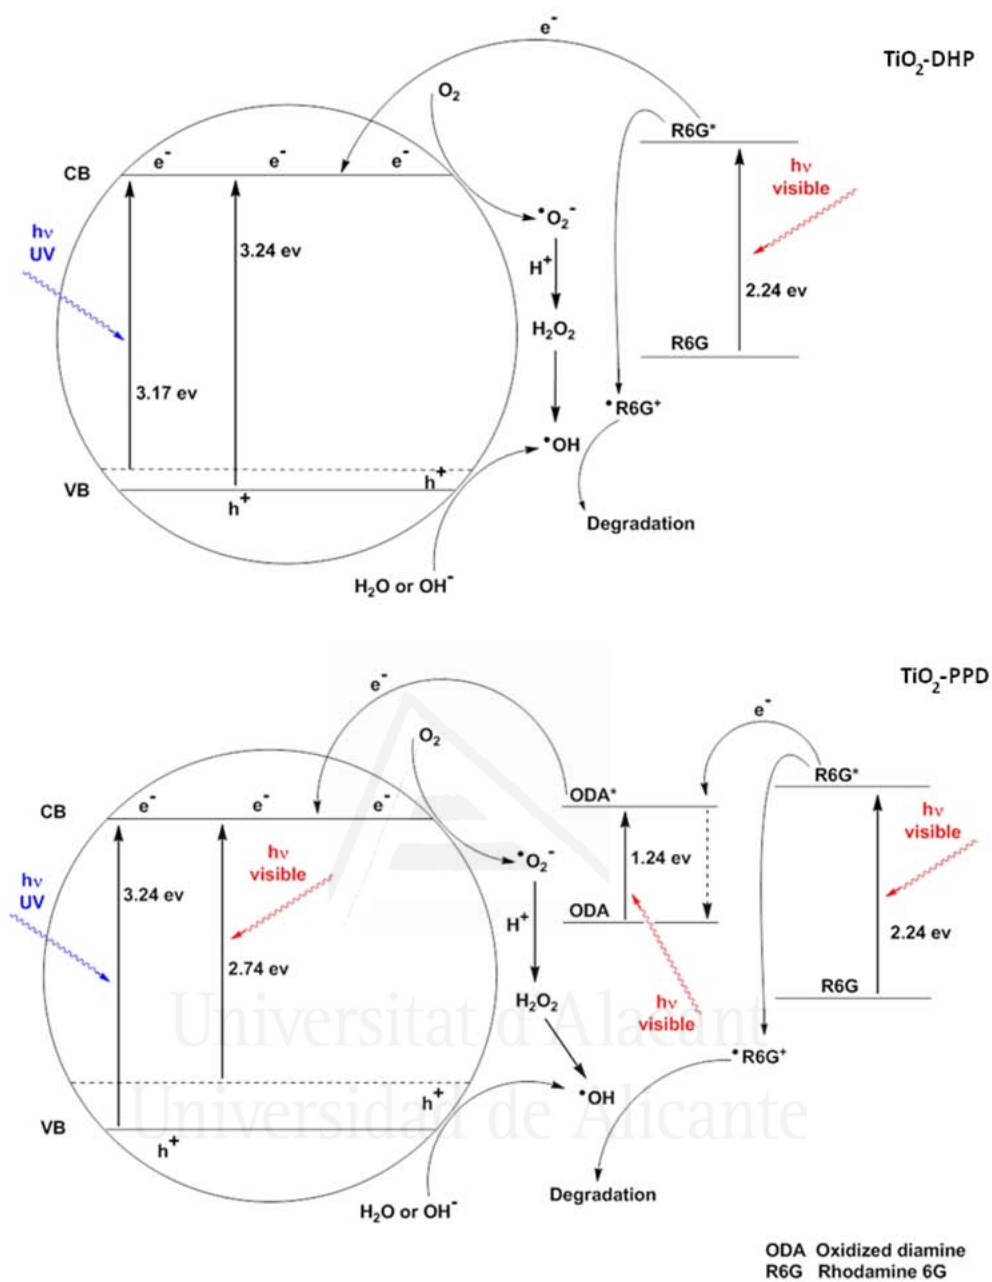 e-
TiO2-DHP
O2
R6G*
CB
e-
e-
e-
hν
visible
•O2-
hν
UV
3.24 ev
H+
2.24 ev
H2O2
R6G
3.17 ev
•R6G+
•OH
h+
VB
h+
Degradation
H2O or OH-
TiO2-PPD
e-
e-
O2
R6G*
ODA*
CB
e-
e-
e-
hν
visible
•O2-
1.24 ev
hν
visible
hν
UV
3.24 ev
ODA
H+
2.24 ev
2.74 ev
R6G
H2O2
hν
visible
Universitat d'Alacant
•R6G+
h+
•OH
Universidad de Alicante
VB
h+
Degradation
H2O or OH-
ODA Oxidized diamine
R6G Rhodamine 6G